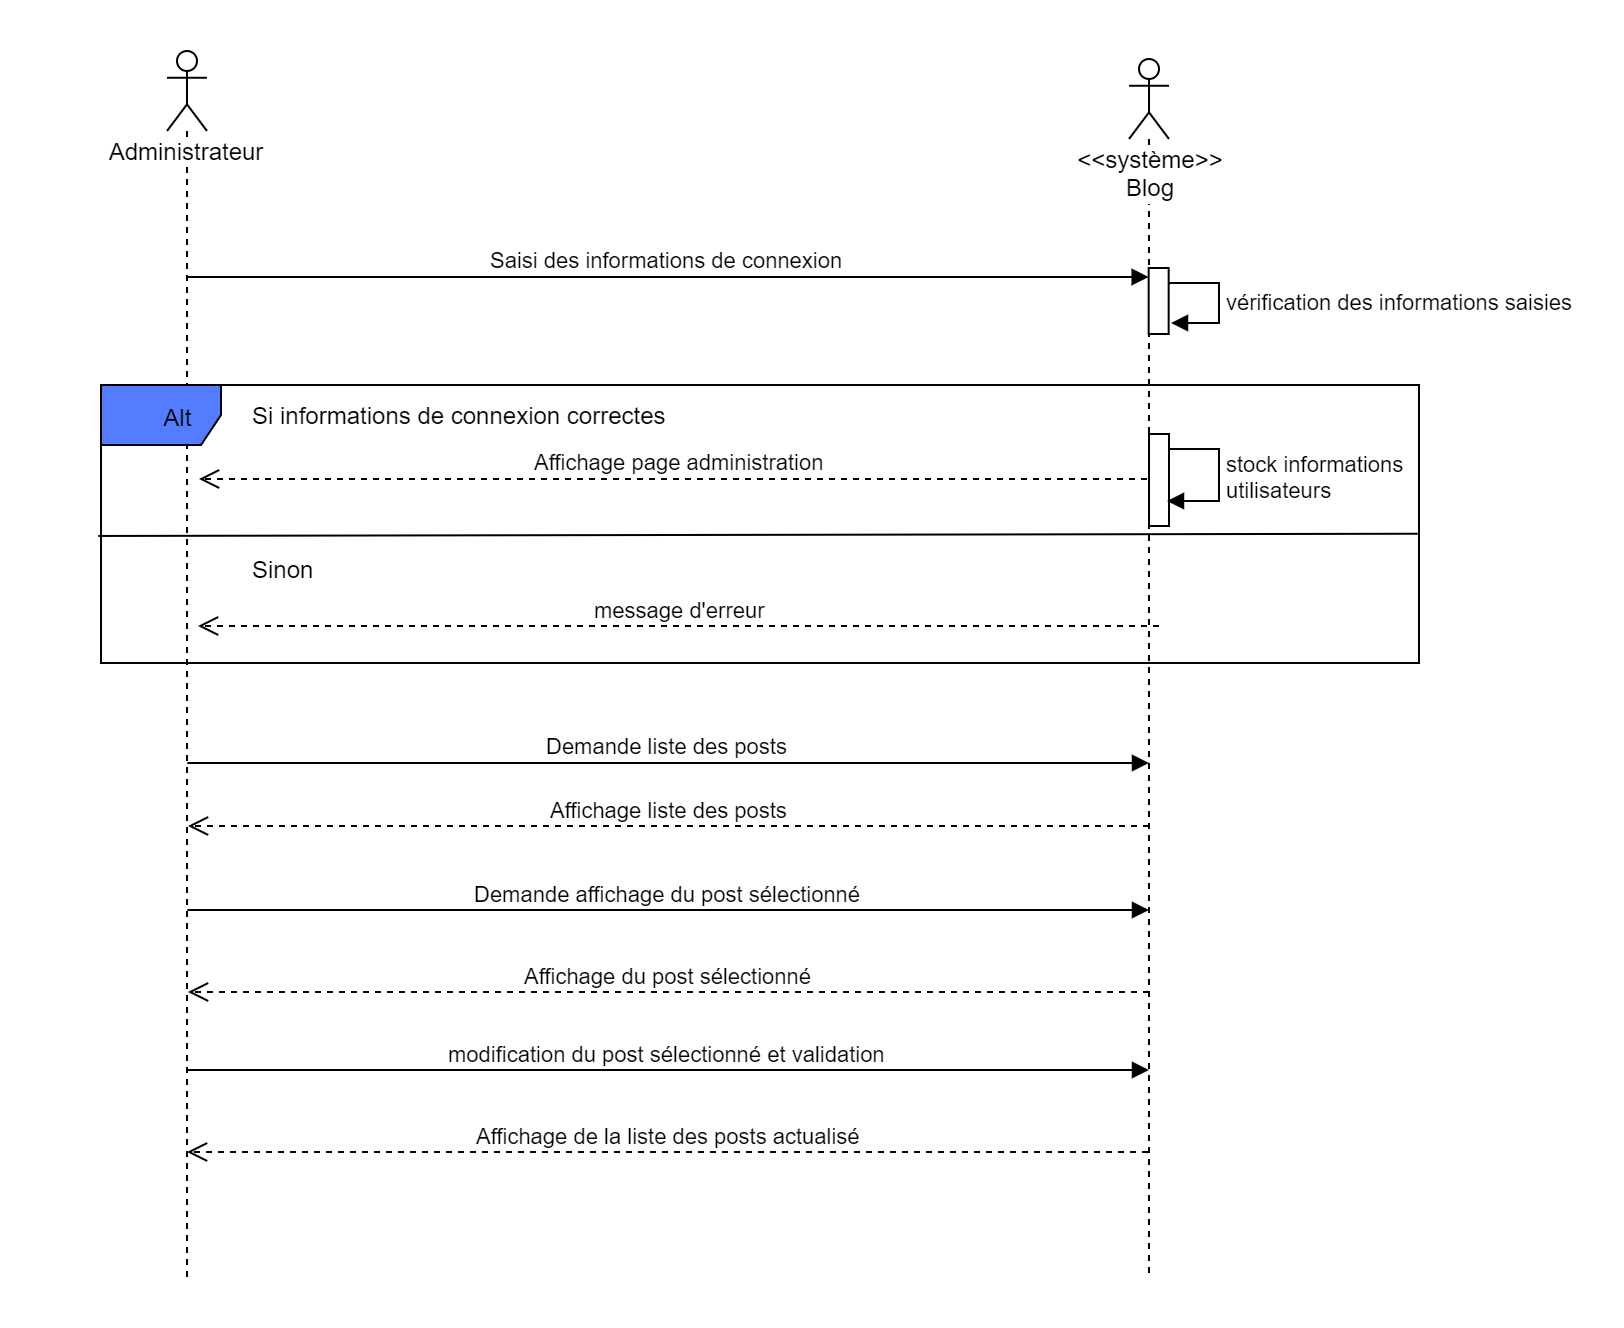 Administrateur
<<système>>
Blog
Saisi des informations de connexion
vérification des informations saisies
Alt
Si informations de connexion correctes
Affichage page administration
stock informations
utilisateurs
Sinon
message d'erreur
Demande liste des posts
Affichage liste des posts
Demande affichage du post sélectionné
Affichage du post sélectionné
modification du post sélectionné et validation
Affichage de la liste des posts actualisé